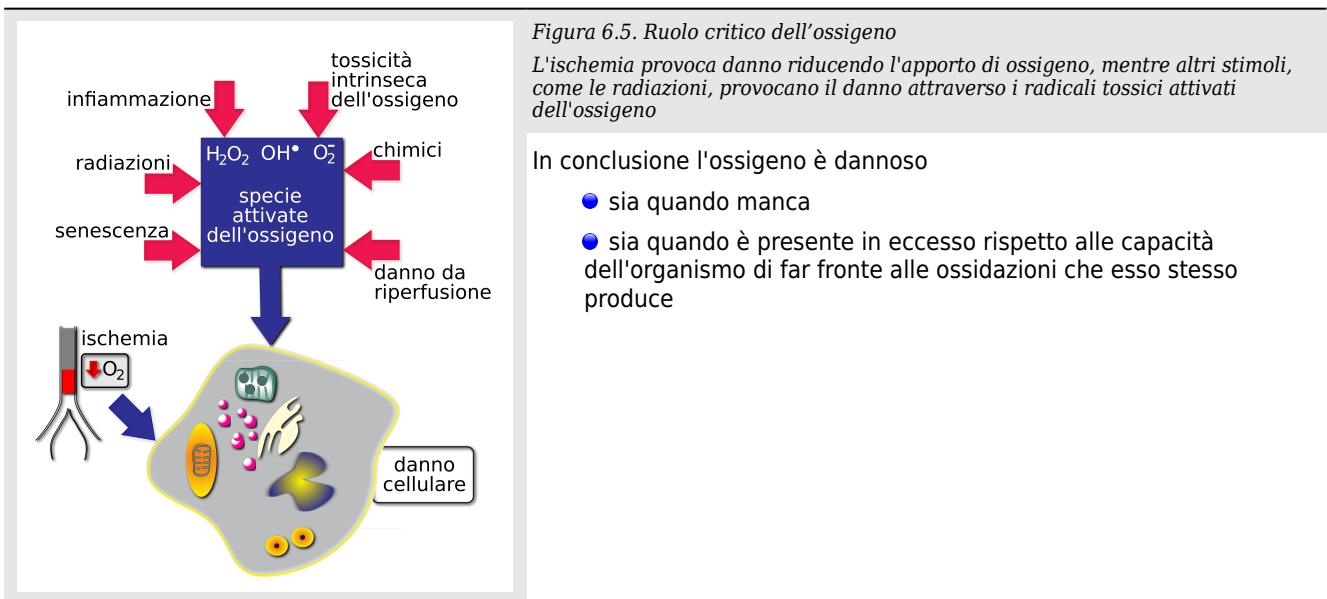 tossicità
intrinseca
dell'ossigeno
infiammazione
H₂O₂ OH• O₂⁻
chimici
radiazioni
specie
attivate
dell'ossigeno
senescenza
danno da
riperfusione
ischemia
O₂
danno
cellulare
Figura 6.5. Ruolo critico dell’ossigeno
L'ischemia provoca danno riducendo l'apporto di ossigeno, mentre altri stimoli,
come le radiazioni, provocano il danno attraverso i radicali tossici attivati
dell'ossigeno
In conclusione l'ossigeno è dannoso
sia quando manca
sia quando è presente in eccesso rispetto alle capacità
dell'organismo di far fronte alle ossidazioni che esso stesso
produce